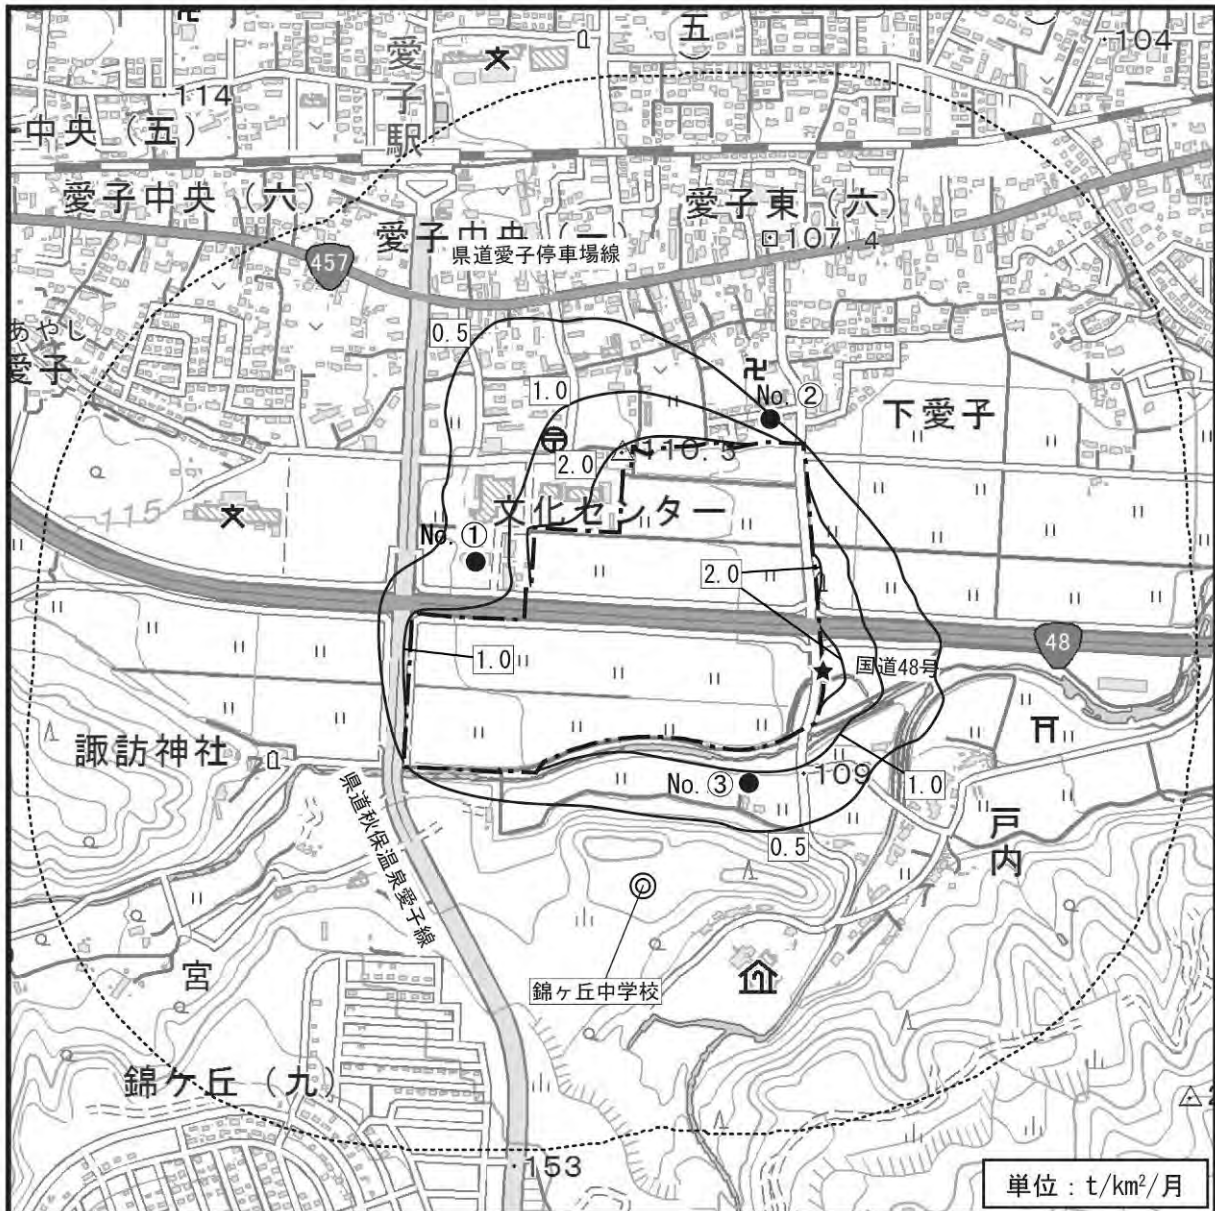 五
・104
愛子駅
・114
中央(五)
愛子中央(六)
愛子東(六)
愛子中央(一)
県道愛子停車場線
107.4
457
あやし
愛子
0.5
1.0
No. ②
下愛子
2.0
110.5
115
文化センター
No. ①
2.0
1.0
国道48号
48
諏訪神社
No. ③
・109
1.0
0.5
戸内
県道秋保温泉愛子線
宮
錦ヶ丘中学校
錦ケ丘(九)
・153
単位:t/km²/月